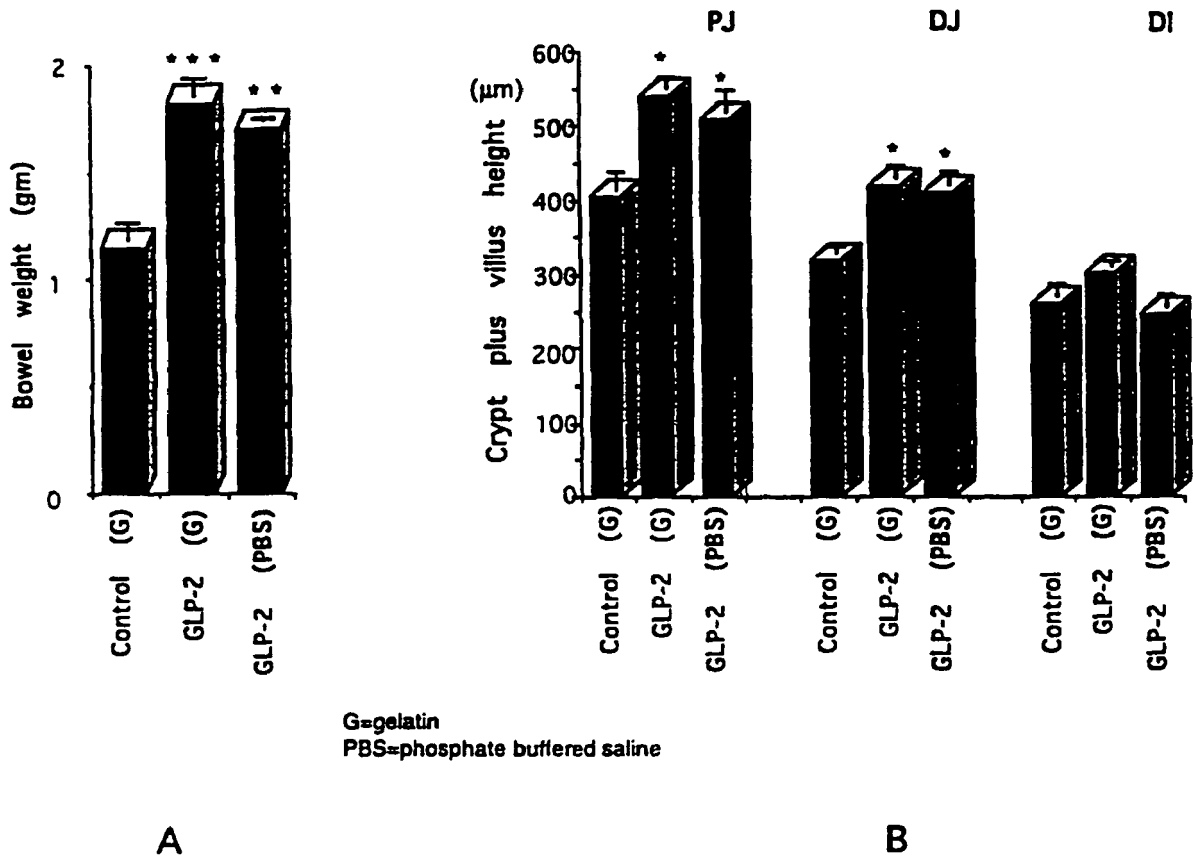 PJ DJ DI
* * *
* *
2
1
0
Bowel weight (gm)
Control (G)
GLP-2 (G)
GLP-2 (PBS)
600
(μm)
500
400
300
200
100
0
Crypt plus villus height
*
*
*
*
Control (G)
GLP-2 (G)
GLP-2 (PBS)
Control (G)
GLP-2 (G)
GLP-2 (PBS)
Control (G)
GLP-2 (G)
GLP-2 (PBS)
G=gelatin
PBS=phosphate buffered saline
A
B